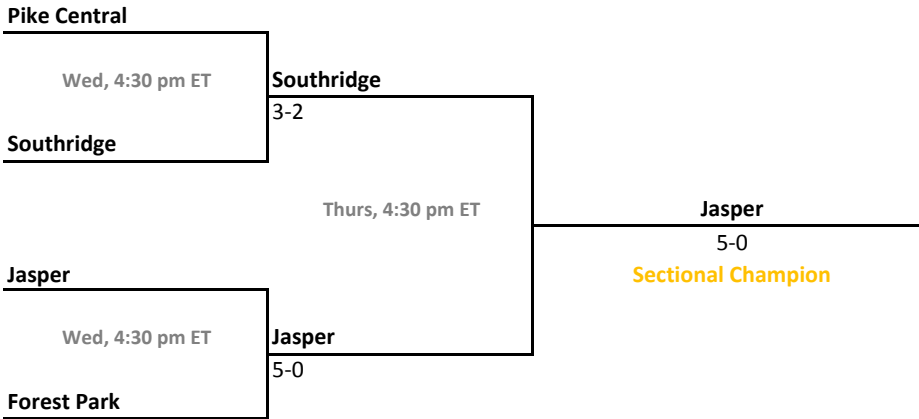 Pike Central
Wed, 4:30 pm ET
Southridge
3-2
Southridge
Thurs, 4:30 pm ET
Jasper
5-0
Sectional Champion
Jasper
Wed, 4:30 pm ET
Jasper
5-0
Forest Park